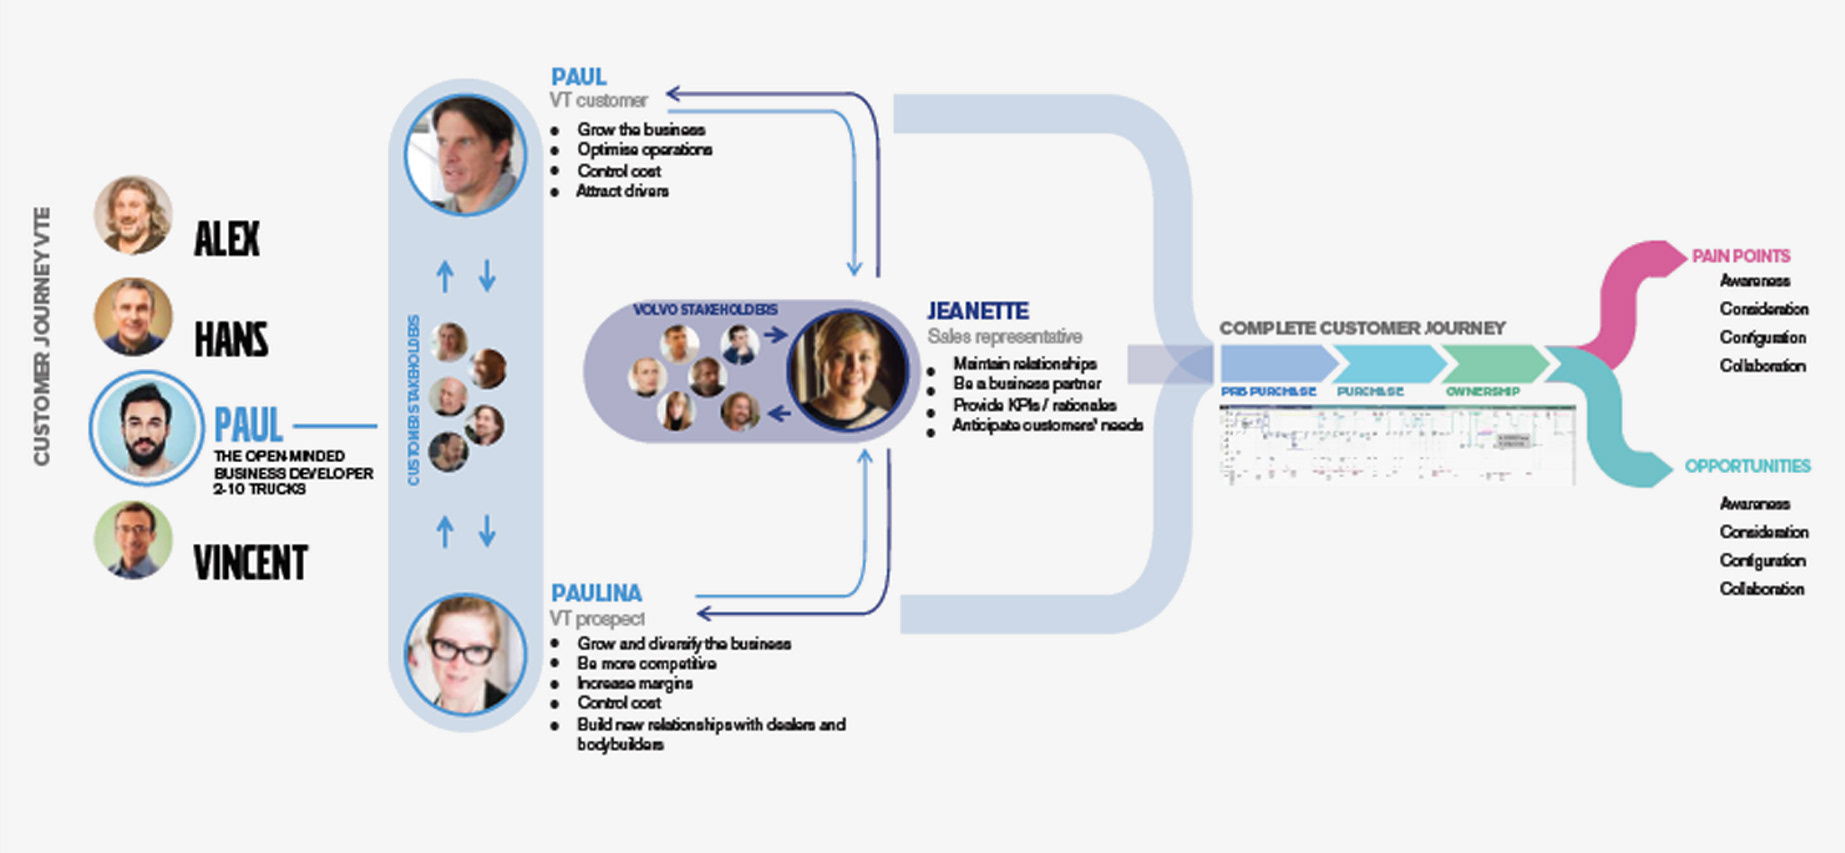 CUSTOMER JOURNEY VTE
ALEX
HANS
PAUL
THE OPEN-MINDED
BUSINESS DEVELOPER
2-10 TRUCKS
VINCENT
CUSTOMER STAKEHOLDERS
PAUL
VT customer
● Grow the business
● Optimise operations
● Control cost
● Attract drivers
VOLVO STAKEHOLDERS
JEANETTE
Sales representative
● Maintain relationships
● Be a business partner
● Provide KPIs / rationales
● Anticipate customers' needs
PAULINA
VT prospect
● Grow and diversify the business
● Be more competitive
● Increase margins
● Control cost
● Build new relationships with dealers and
bodybuilders
COMPLETE CUSTOMER JOURNEY
PRE PURCHASE
PURCHASE
OWNERSHIP
PAIN POINTS
Awareness
Consideration
Configuration
Collaboration
OPPORTUNITIES
Awareness
Consideration
Configuration
Collaboration